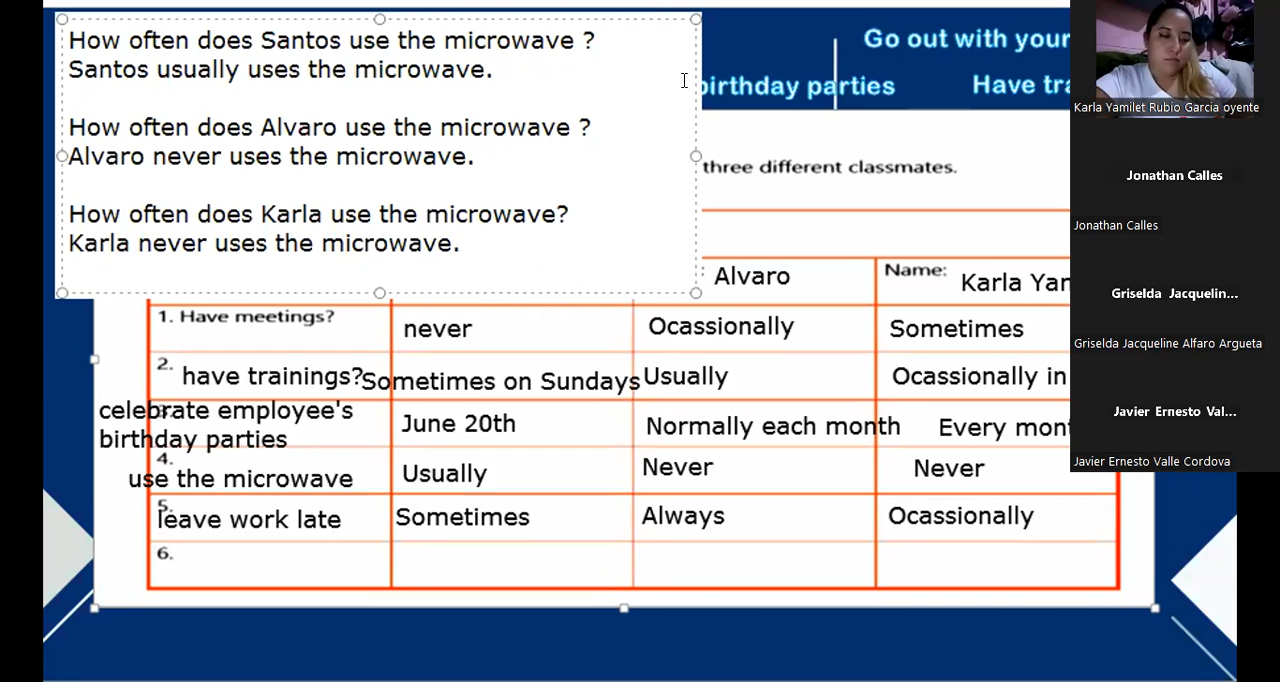 How often does Santos use the microwave ?
Santos usually uses the microwave.
How often does Alvaro use the microwave ?
Alvaro never uses the microwave.
How often does Karla use the microwave?
Karla never uses the microwave.
Go out with your
birthday parties
Have tra
three different classmates.
: Alvaro
Name: Karla Yam
1. Have meetings?
never
Ocassionally
Sometimes
2. have trainings?
Sometimes on Sundays
Usually
Ocassionally in
3. celebrate employee's
birthday parties
June 20th
Normally each month
Every mont
4. use the microwave
Usually
Never
Never
5. leave work late
Sometimes
Always
Ocassionally
6.
Karla Yamilet Rubio Garcia oyente
Jonathan Calles
Jonathan Calles
Griselda Jacquelin...
Griselda Jacqueline Alfaro Argueta
Javier Ernesto Val...
Javier Ernesto Valle Cordova